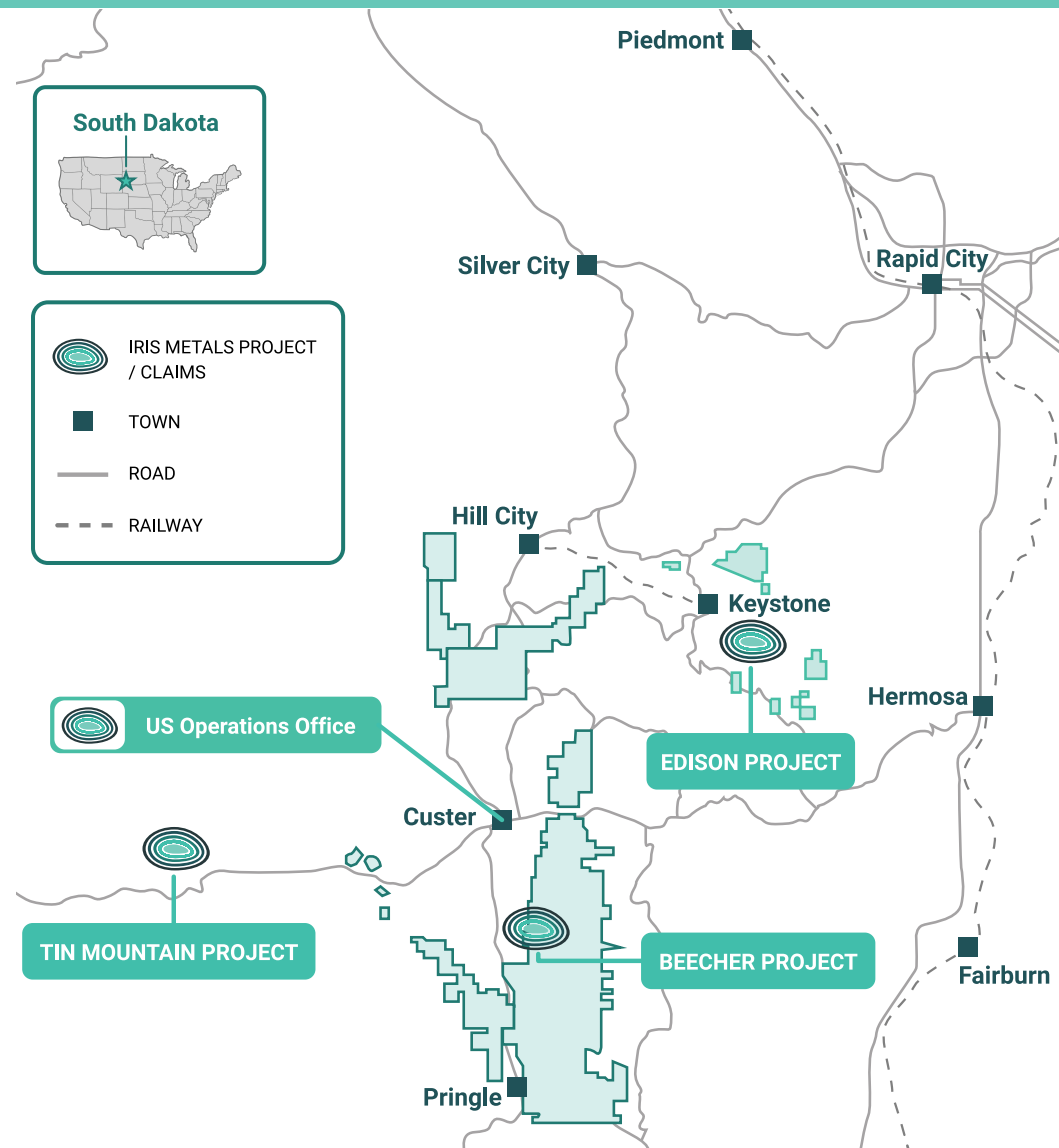 Piedmont
South Dakota
Silver City
Rapid City
IRIS METALS PROJECT
/ CLAIMS
TOWN
ROAD
RAILWAY
Hill City
Keystone
Hermosa
US Operations Office
EDISON PROJECT
Custer
TIN MOUNTAIN PROJECT
BEECHER PROJECT
Fairburn
Pringle